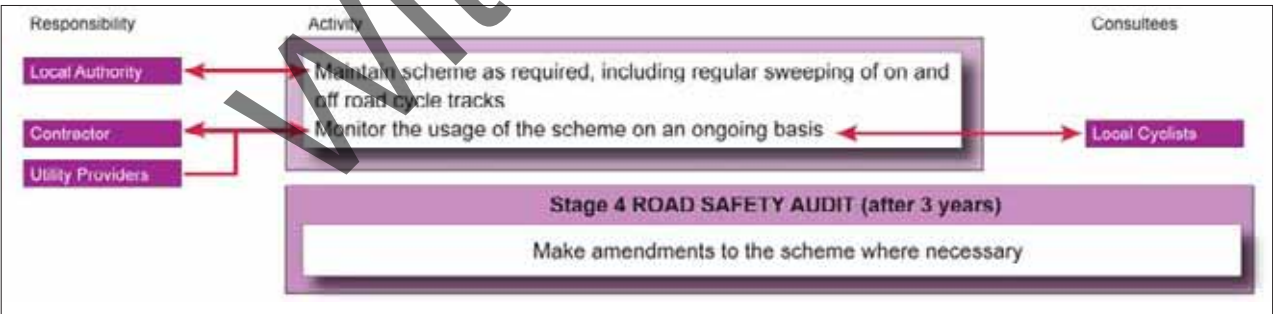 Responsibility
Activity
Consultees
Local Authority
Maintain scheme as required, including regular sweeping of on and
off road cycle tracks
Contractor
Monitor the usage of the scheme on an ongoing basis
Local Cyclists
Utility Providers
Stage 4 ROAD SAFETY AUDIT (after 3 years)
Make amendments to the scheme where necessary